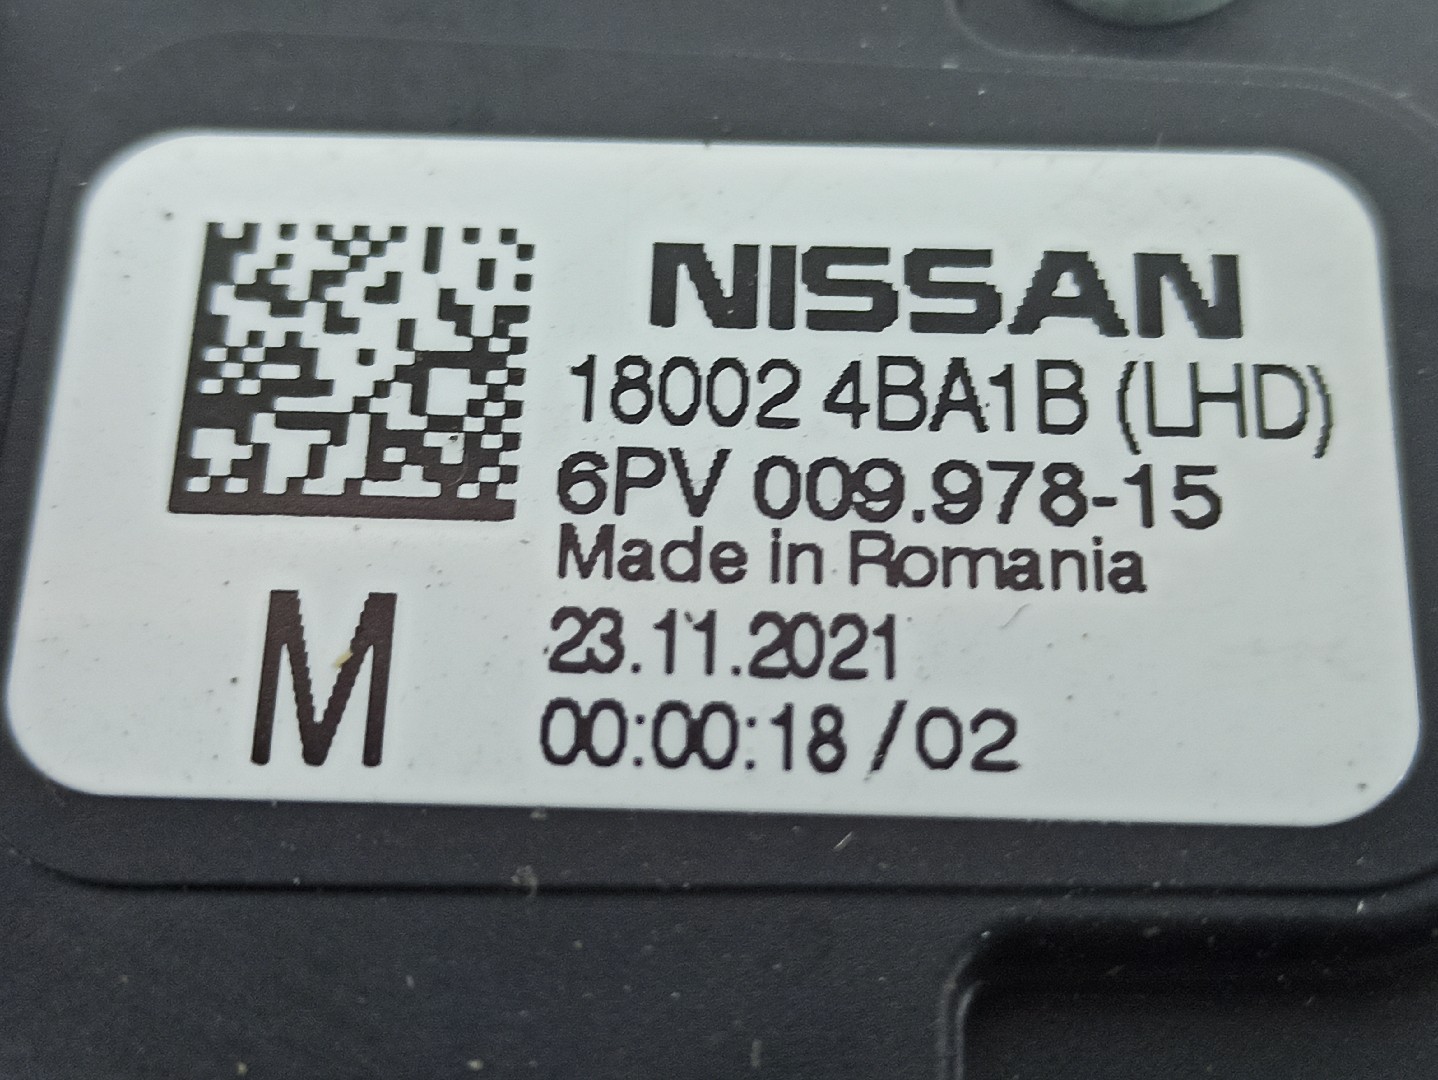 NISSAN
18002 4BA1B (LHD)
6PV 009.978-15
Made in Romania
M
23.11.2021
00:00:18 /02